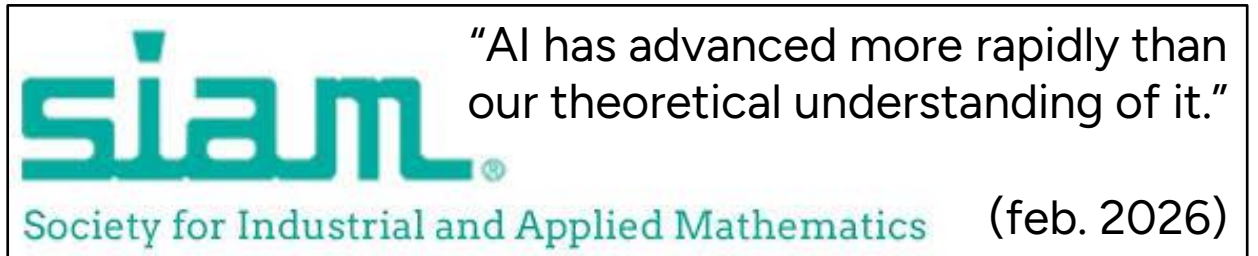 siam®
“AI has advanced more rapidly than
our theoretical understanding of it.”
Society for Industrial and Applied Mathematics
(feb. 2026)